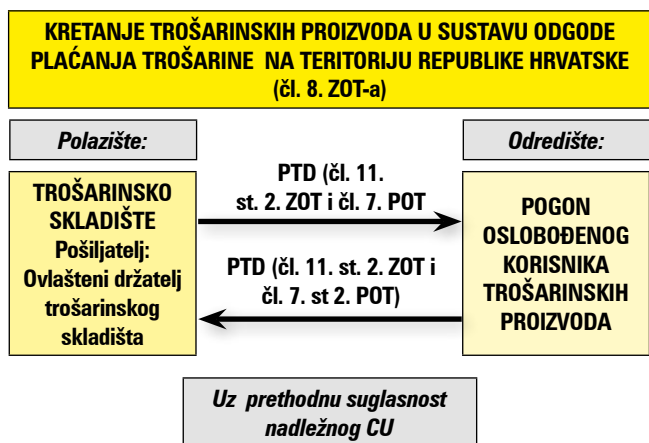 KRETANJE TROŠARINSKIH PROIZVODA U SUSTAVU ODGODE
PLAĆANJA TROŠARINE NA TERITORIJU REPUBLIKE HRVATSKE
(čl. 8. ZOT-a)
Polazište:
Odredište:
TROŠARINSKO
SKLADIŠTE
Pošiljatelj:
Ovlašteni držatelj
trošarinskog
skladišta
PTD (čl. 11.
st. 2. ZOT i čl. 7. POT
PTD (čl. 11. st. 2. ZOT i
čl. 7. st 2. POT)
POGON
OSLOBOĐENOG
KORISNIKA
TROŠARINSKIH
PROIZVODA
Uz prethodnu suglasnost
nadležnog CU